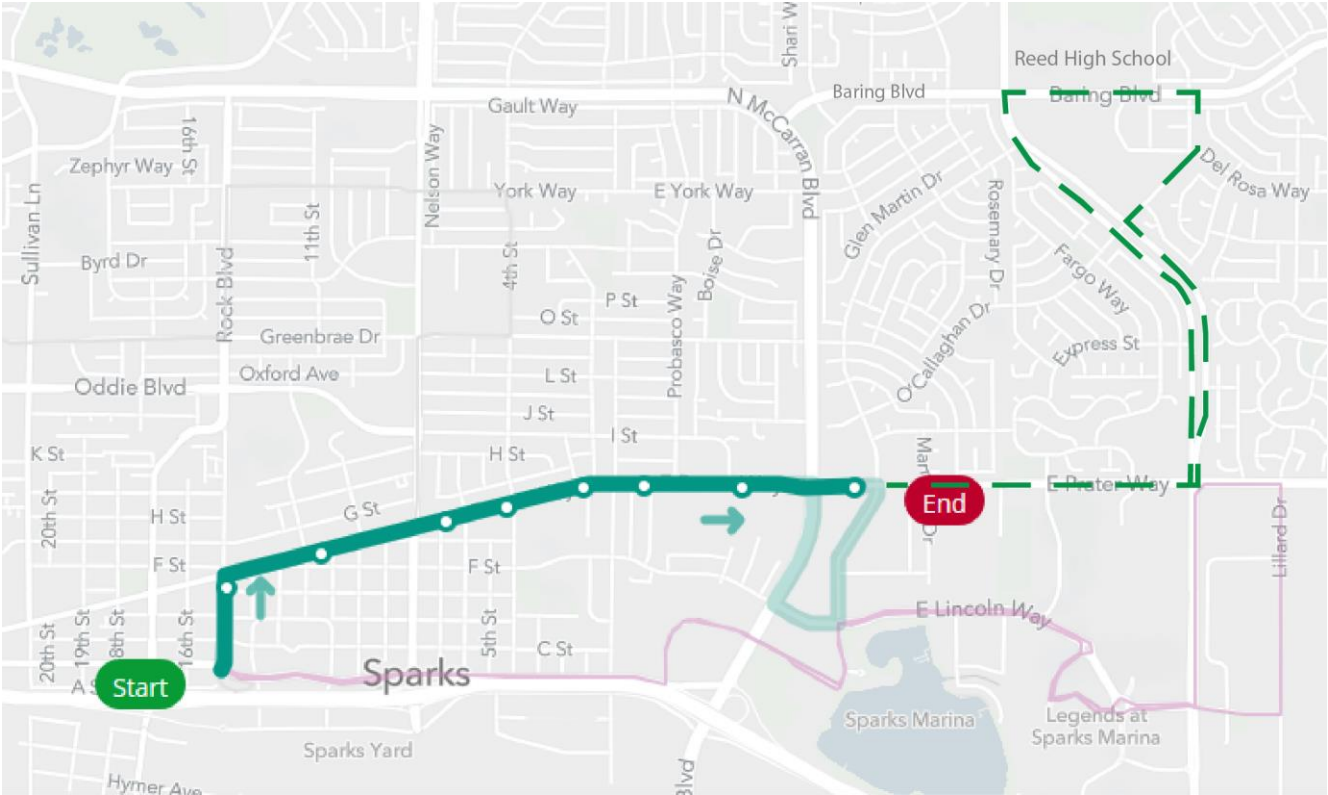 Shari W
Reed High School
Baring Blvd
Baring Blvd
Gault Way
N McCarran Blvd
16th St
Nelson Way
Zephyr Way
Del Rosa Way
York Way
E York Way
Glen Martin Dr
Rosemary Dr
Sullivan Ln
11th St
Byrd Dr
4th St
Boise Dr
Rock Blvd
Fargo Way
P St
O St
Probasco Way
Greenbrae Dr
Express St
O'Callaghan Dr
Oddie Blvd
Oxford Ave
L St
J St
I St
K St
H St
Mar
Dr
E Prater Way
End
20th St
H St
G St
Lillard Dr
F St
F St
20th St
19th St
18th St
16th St
5th St
C St
E Lincoln Way
Sparks
A S
Start
Sparks Marina
Legends at
Sparks Marina
Sparks Yard
Blvd
Hymer Ave